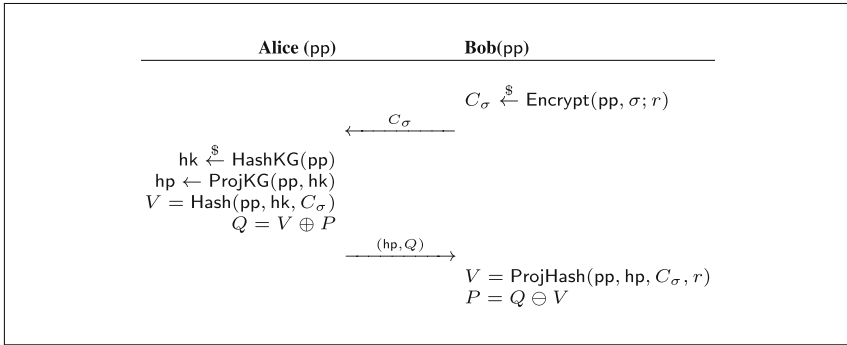 Alice (pp) Bob(pp)
C_σ ←$ Encrypt(pp, σ; r)
C_σ
hk ←$ HashKG(pp)
hp ← ProjKG(pp, hk)
V = Hash(pp, hk, C_σ)
Q = V ⊕ P
(hp,Q)
V = ProjHash(pp, hp, C_σ, r)
P = Q ⊖ V